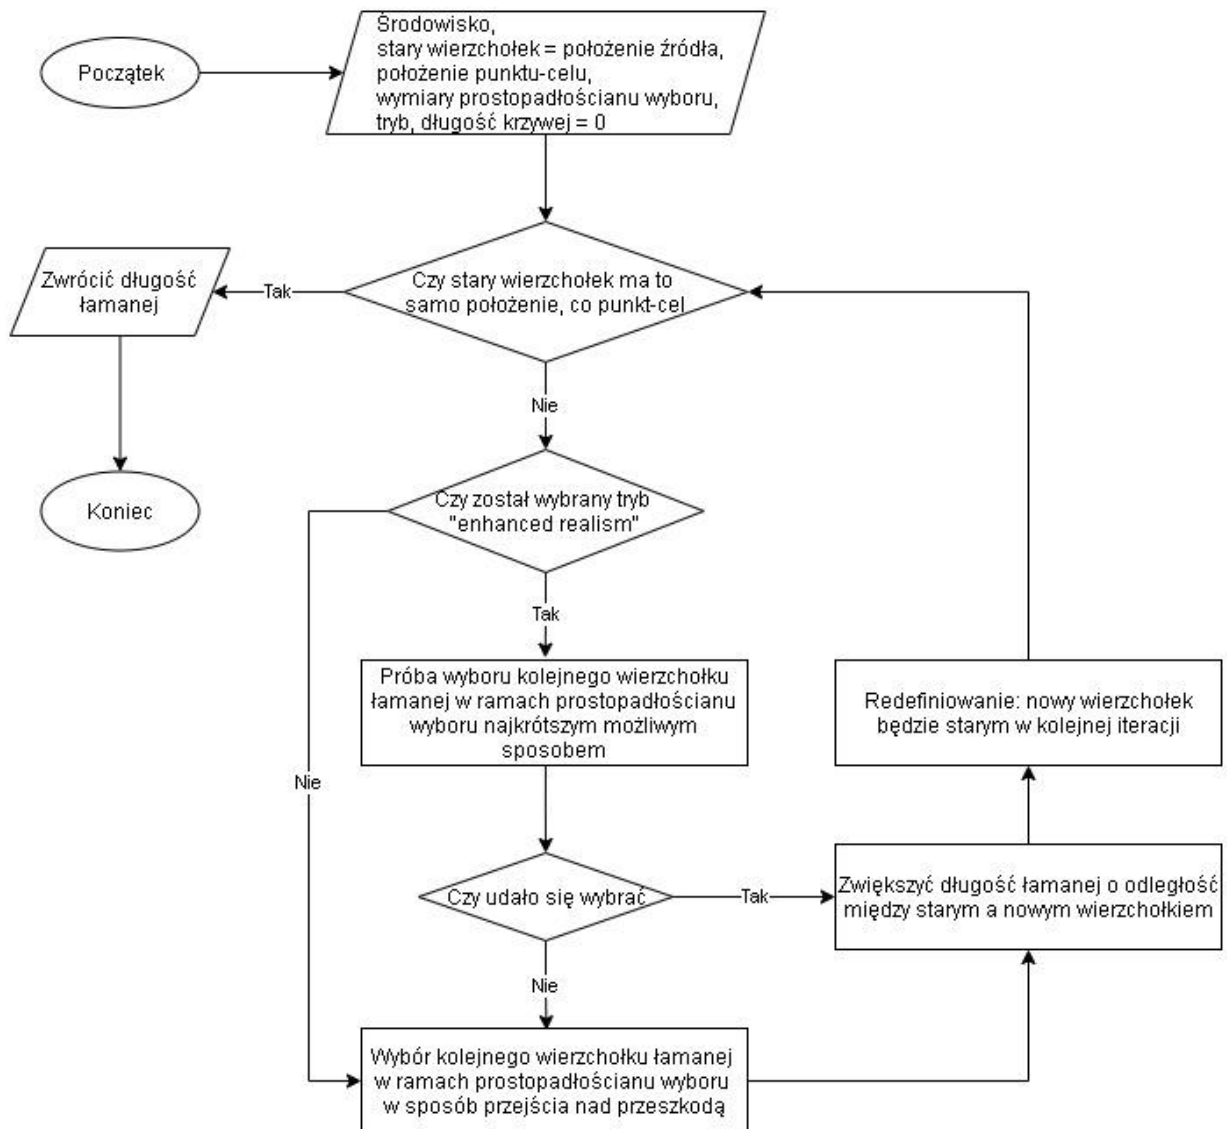 Początek
Środowisko,
stary wierzchołek = położenie źródła,
położenie punktu-celu,
wymiary prostopadłościanu wyboru,
tryb, długość krzywej = 0
Czy stary wierzchołek ma to
samo położenie, co punkt-cel
Tak
Zwrócić długość
łamanej
Koniec
Nie
Czy został wybrany tryb
"enhanced realism"
Tak
Nie
Próba wyboru kolejnego wierzchołku
łamanej w ramach prostopadłościanu
wyboru najkrótszym możliwym
sposobem
Redefiniowanie: nowy wierzchołek
będzie starym w kolejnej iteracji
Czy udało się wybrać
Tak
Zwiększyć długość łamanej o odległość
między starym a nowym wierzchołkiem
Nie
Wybór kolejnego wierzchołku łamanej
w ramach prostopadłościanu wyboru
w sposób przejścia nad przeszkodą